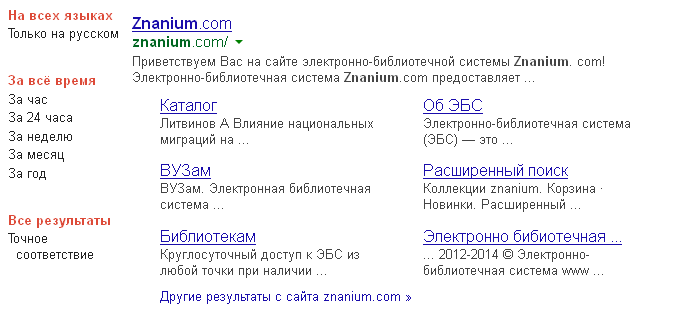 На всех языках
Только на русском
За всё время
За час
За 24 часа
За неделю
За месяц
За год
Все результаты
Точное
соответствие
Znanium.com
znanium.com/
Приветствуем Вас на сайте электронно-библиотечной системы Znanium. com!
Электронно-библиотечная система Znanium.com предоставляет ...
Каталог
Литвинов А Влияние национальных
миграций на ...
Об ЭБС
Электронно-библиотечная система
(ЭБС) — это ...
ВУЗам
ВУЗам. Электронная библиотечная
система ...
Расширенный поиск
Коллекции znanium. Корзина ·
Новинки. Расширенный ...
Библиотекам
Круглосуточный доступ к ЭБС из
любой точки при наличии ...
Электронно бибиотечная ...
... 2012-2014 © Электронно-
библиотечная система www ...
Другие результаты с сайта znanium.com »